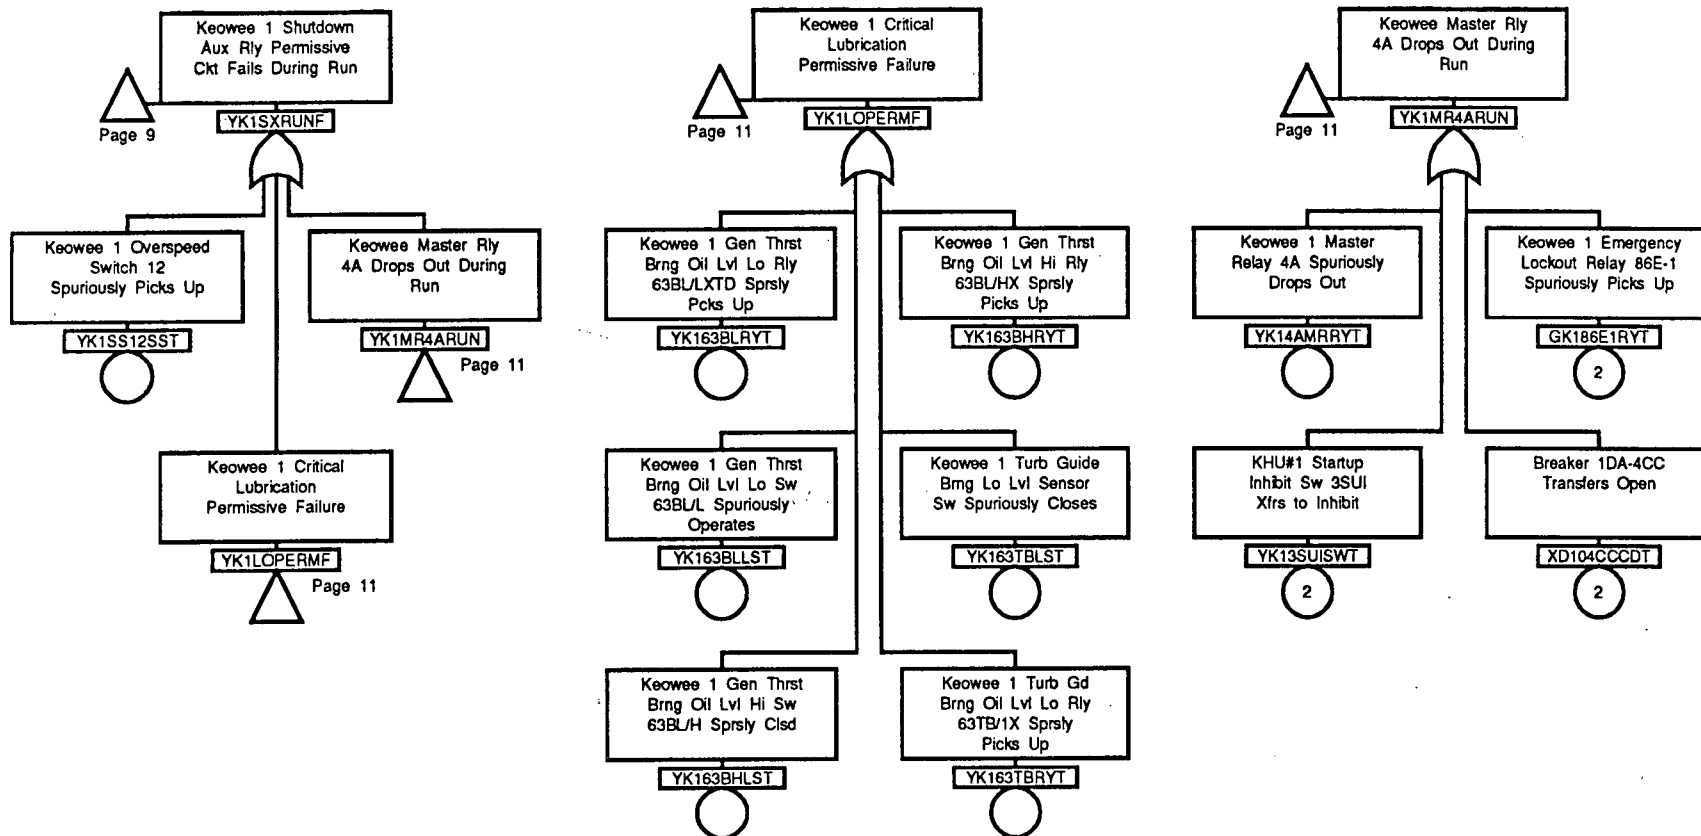 Keowee 1 Shutdown
Aux Rly Permissive
Ckt Fails During Run
Page 9
YK1SXRUNF
Keowee 1 Overspeed
Switch 12
Spuriously Picks Up
YK1SS12SST
Keowee Master Rly
4A Drops Out During
Run
YK1MR4ARUN
Page 11
Keowee 1 Critical
Lubrication
Permissive Failure
YK1LOPERMF
Page 11
Keowee 1 Critical
Lubrication
Permissive Failure
Page 11
YK1LOPERMF
Keowee 1 Gen Thrst
Brng Oil Lvl Lo Rly
63BL/LXTD Sprsly
Pcks Up
YK163BLRYT
Keowee 1 Gen Thrst
Brng Oil Lvl Hi Rly
63BL/HX Sprsly
Picks Up
YK163BHRYT
Keowee 1 Gen Thrst
Brng Oil Lvl Lo Sw
63BL/L Spuriously
Operates
YK163BLLST
Keowee 1 Turb Guide
Brng Lo Lvl Sensor
Sw Spuriously Closes
YK163TBLST
Keowee 1 Gen Thrst
Brng Oil Lvl Hi Sw
63BL/H Sprsly Clsd
YK163BHLST
Keowee 1 Turb Gd
Brng Oil Lvl Lo Rly
63TB/1X Sprsly
Picks Up
YK163TBRYT
Keowee Master Rly
4A Drops Out During
Run
Page 11
YK1MR4ARUN
Keowee 1 Master
Relay 4A Spuriously
Drops Out
YK14AMRRYT
Keowee 1 Emergency
Lockout Relay 86E-1
Spuriously Picks Up
GK186E1RYT
2
KHU#1 Startup
Inhibit Sw 3SUI
Xfrs to Inhibit
YK13SUISWT
2
Breaker 1DA-4CC
Transfers Open
XD104CCCDT
2